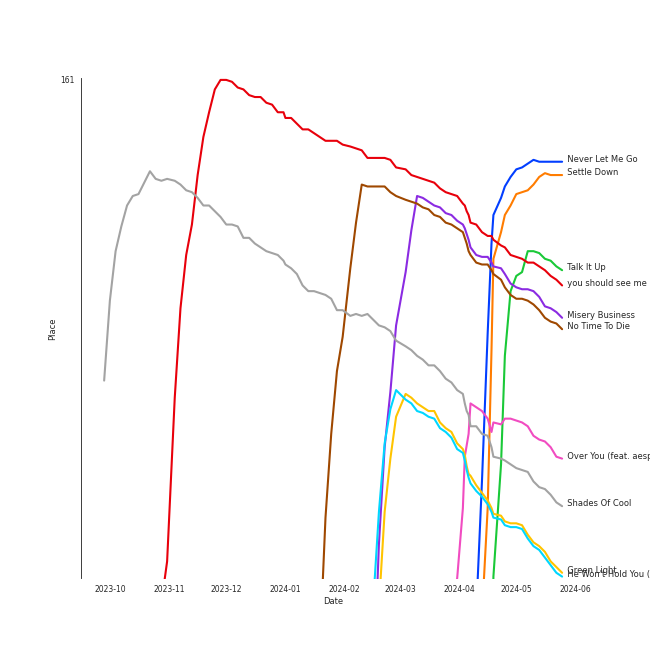 161
Never Let Me Go
Settle Down
Talk It Up
you should see me
Misery Business
No Time To Die
Over You (feat. aesp
Shades Of Cool
Green Light
He Won't Hold You (
Place
2023-10
2023-11
2023-12
2024-01
2024-02
2024-03
2024-04
2024-05
2024-06
Date